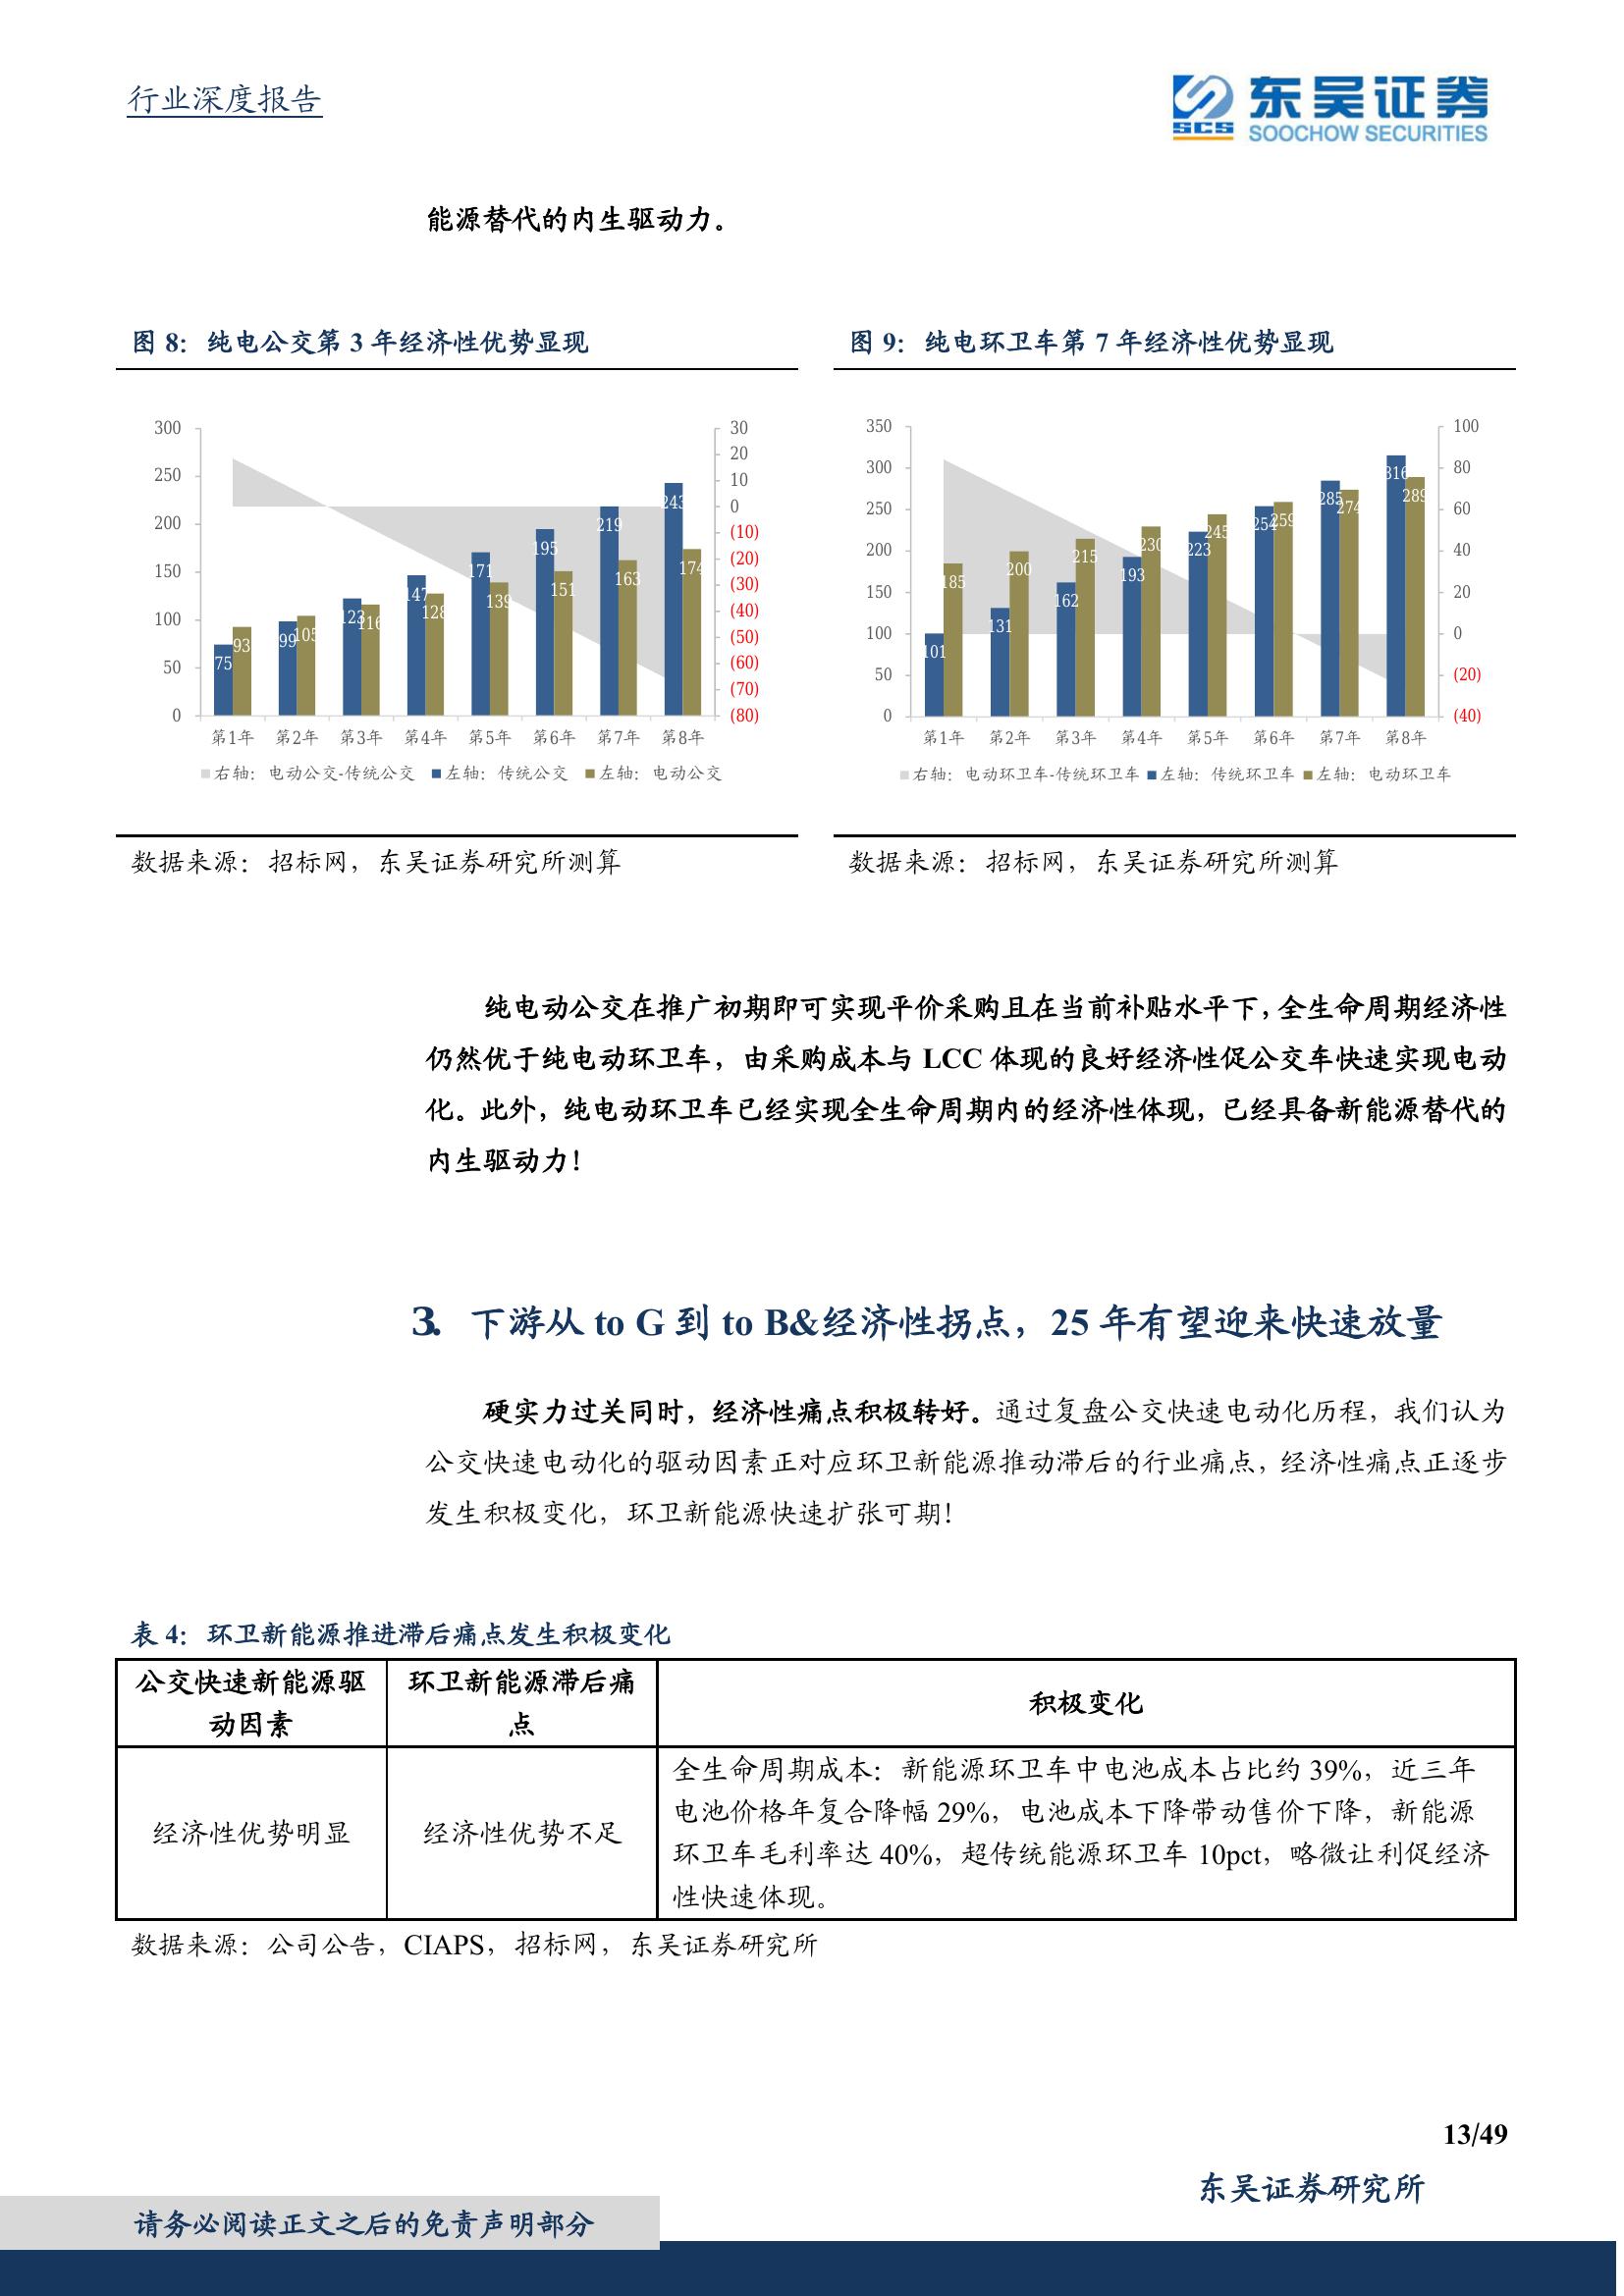 行业深度报告
SCS
东吴证券
SOOCHOW SECURITIES
能源替代的内生驱动力。
图 8：纯电公交第 3 年经济性优势显现
300
250
200
150
100
50
0
30
20
10
0
(10)
(20)
(30)
(40)
(50)
(60)
(70)
(80)
75
99
123
147
171
195
219
243
93
105
116
128
139
151
163
174
第1年 第2年 第3年 第4年 第5年 第6年 第7年 第8年
右轴：电动公交-传统公交 左轴：传统公交 左轴：电动公交
数据来源：招标网，东吴证券研究所测算
图 9：纯电环卫车第 7 年经济性优势显现
350
300
250
200
150
100
50
0
100
80
60
40
20
0
(20)
(40)
101
131
162
193
223
254
285
316
185
200
215
230
245
259
274
289
第1年 第2年 第3年 第4年 第5年 第6年 第7年 第8年
右轴：电动环卫车-传统环卫车 左轴：传统环卫车 左轴：电动环卫车
数据来源：招标网，东吴证券研究所测算
纯电动公交在推广初期即可实现平价采购且在当前补贴水平下，全生命周期经济性
仍然优于纯电动环卫车，由采购成本与 LCC 体现的良好经济性促公交车快速实现电动
化。此外，纯电动环卫车已经实现全生命周期内的经济性体现，已经具备新能源替代的
内生驱动力！
3. 下游从 to G 到 to B&经济性拐点，25 年有望迎来快速放量
硬实力过关同时，经济性痛点积极转好。通过复盘公交快速电动化历程，我们认为
公交快速电动化的驱动因素正对应环卫新能源推动滞后的行业痛点，经济性痛点正逐步
发生积极变化，环卫新能源快速扩张可期！
表 4：环卫新能源推进滞后痛点发生积极变化
公交快速新能源驱
动因素
环卫新能源滞后痛
点
积极变化
经济性优势明显
经济性优势不足
全生命周期成本：新能源环卫车中电池成本占比约 39%，近三年
电池价格年复合降幅 29%，电池成本下降带动售价下降，新能源
环卫车毛利率达 40%，超传统能源环卫车 10pct，略微让利促经济
性快速体现。
数据来源：公司公告，CIAPS，招标网，东吴证券研究所
13/49
东吴证券研究所
请务必阅读正文之后的免责声明部分